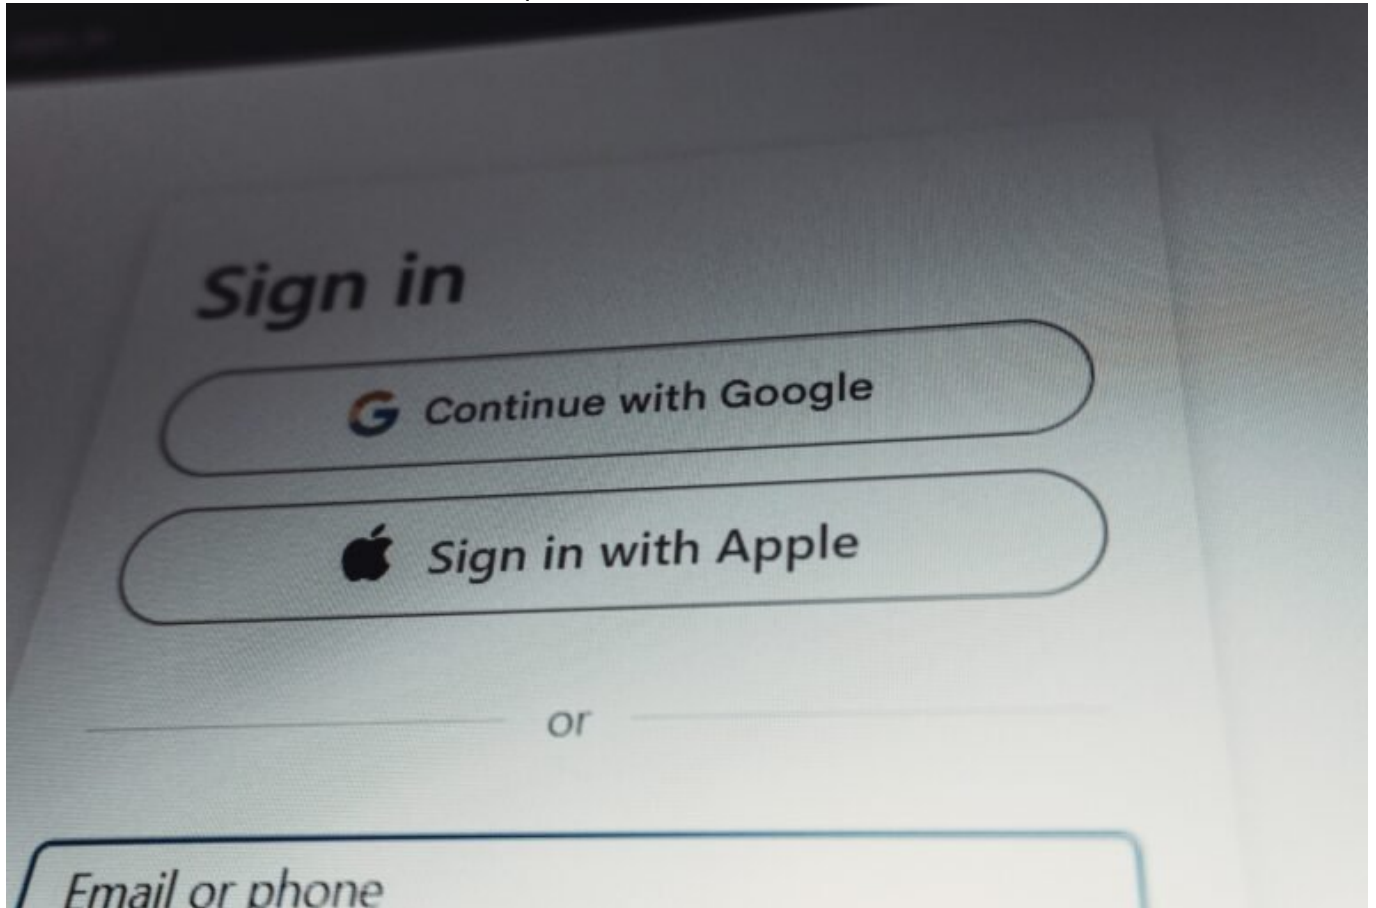 Sign in
Continue with Google
Sign in with Apple
or
Email or phone